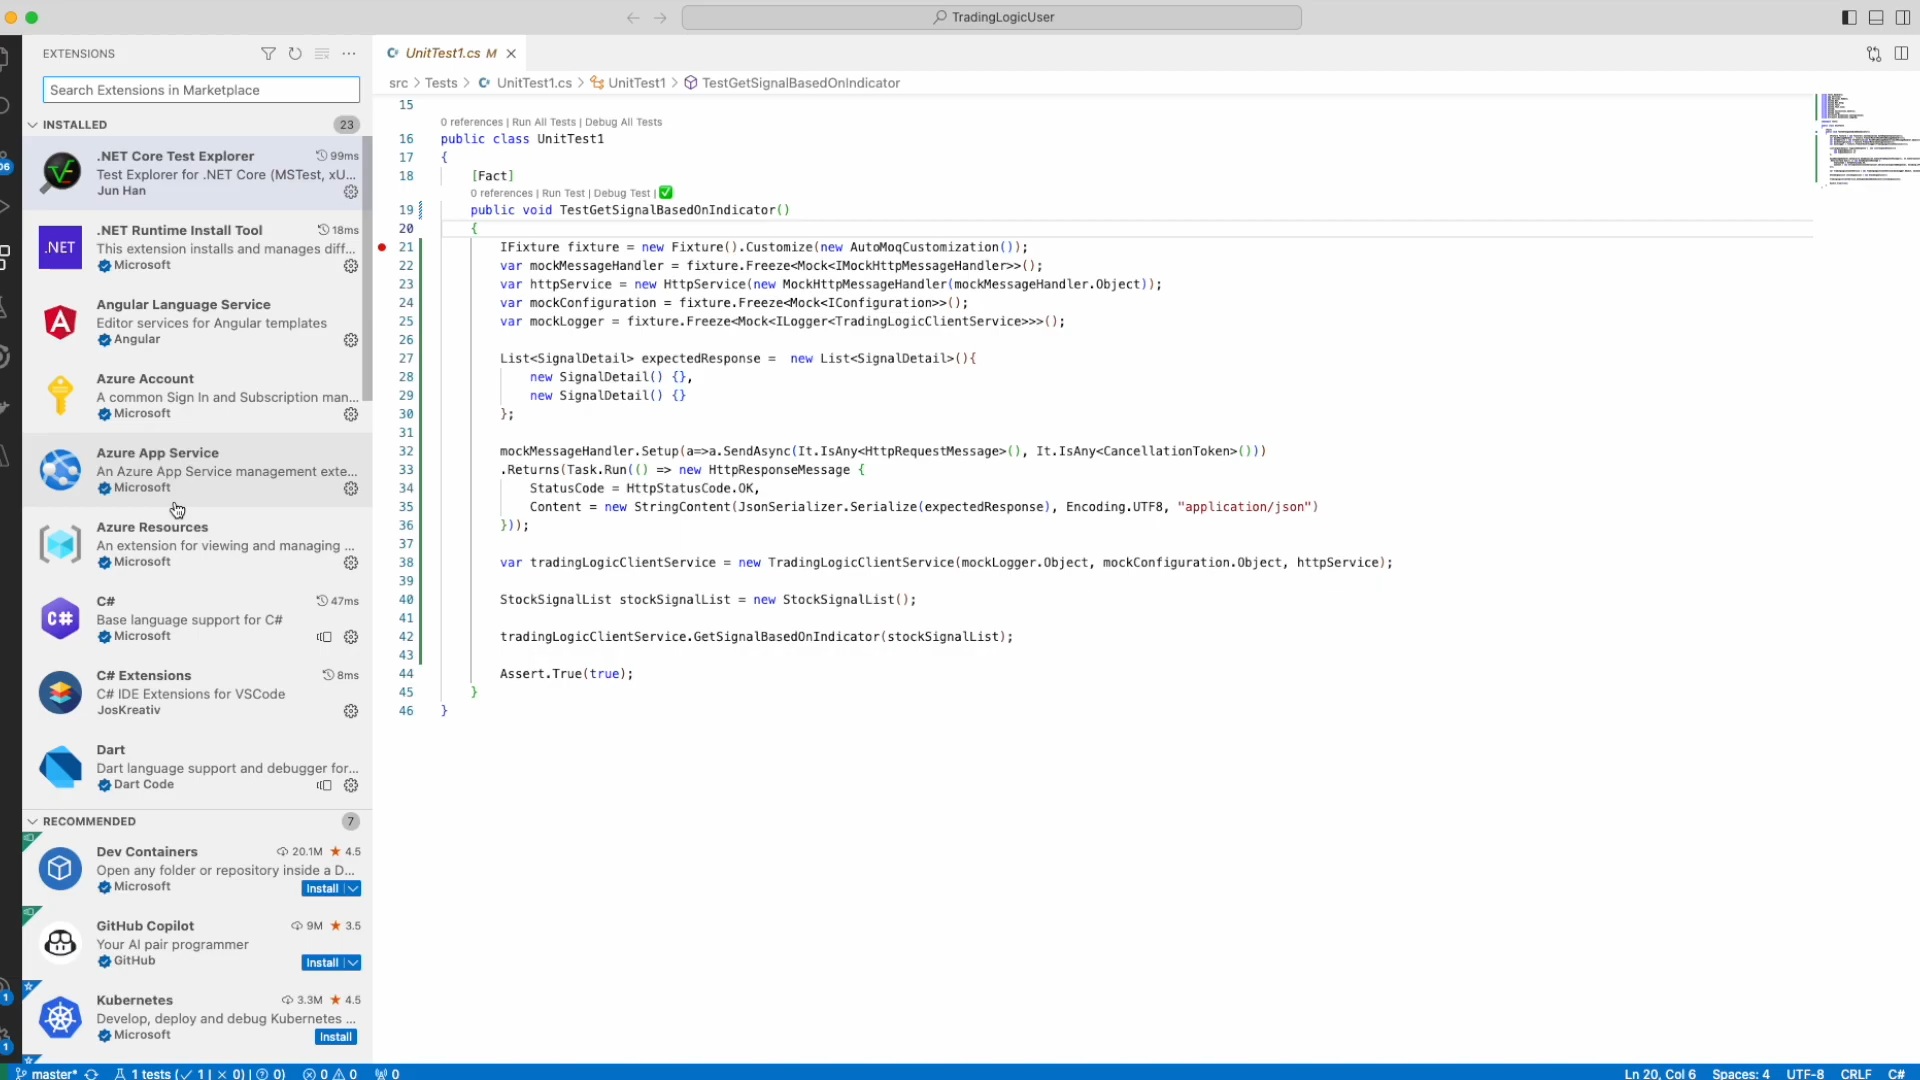 TradingLogicUser
EXTENSIONS
Search Extensions in Marketplace
INSTALLED 23
.NET Core Test Explorer 99ms
Test Explorer for .NET Core (MSTest, xU...
Jun Han
.NET
.NET Runtime Install Tool 18ms
This extension installs and manages diff...
Microsoft
Angular Language Service
Editor services for Angular templates
Angular
Azure Account
A common Sign In and Subscription man...
Microsoft
Azure App Service
An Azure App Service management exte...
Microsoft
Azure Resources
An extension for viewing and managing ...
Microsoft
C#
C# 47ms
Base language support for C#
Microsoft
C# Extensions 8ms
C# IDE Extensions for VSCode
JosKreativ
Dart
Dart language support and debugger for...
Dart Code
RECOMMENDED 7
Dev Containers 20.1M ★ 4.5
Open any folder or repository inside a D...
Microsoft Install
GitHub Copilot 9M ★ 3.5
Your AI pair programmer
GitHub Install
Kubernetes 3.3M ★ 4.5
Develop, deploy and debug Kubernetes ...
Microsoft Install
UnitTest1.cs M
src > Tests > UnitTest1.cs > UnitTest1 > TestGetSignalBasedOnIndicator
15
0 references | Run All Tests | Debug All Tests
16 public class UnitTest1
17 {
18 [Fact]
0 references | Run Test | Debug Test | ✅
19 public void TestGetSignalBasedOnIndicator()
20 {
21 IFixture fixture = new Fixture().Customize(new AutoMoqCustomization());
22 var mockMessageHandler = fixture.Freeze<Mock<IMockHttpMessageHandler>>();
23 var httpService = new HttpService(new MockHttpMessageHandler(mockMessageHandler.Object));
24 var mockConfiguration = fixture.Freeze<Mock<IConfiguration>>();
25 var mockLogger = fixture.Freeze<Mock<ILogger<TradingLogicClientService>>>();
26
27 List<SignalDetail> expectedResponse = new List<SignalDetail>(){
28 new SignalDetail() {},
29 new SignalDetail() {}
30 };
31
32 mockMessageHandler.Setup(a=>a.SendAsync(It.IsAny<HttpRequestMessage>(), It.IsAny<CancellationToken>()))
33 .Returns(Task.Run(() => new HttpResponseMessage {
34 StatusCode = HttpStatusCode.OK,
35 Content = new StringContent(JsonSerializer.Serialize(expectedResponse), Encoding.UTF8, "application/json")
36 }));
37
38 var tradingLogicClientService = new TradingLogicClientService(mockLogger.Object, mockConfiguration.Object, httpService);
39
40 StockSignalList stockSignalList = new StockSignalList();
41
42 tradingLogicClientService.GetSignalBasedOnIndicator(stockSignalList);
43
44 Assert.True(true);
45 }
46 }
master* 1 tests (✓ 1 | × 0) | ? 0) 0 0 0
Ln 20, Col 6 Spaces: 4 UTF-8 CRLF C#